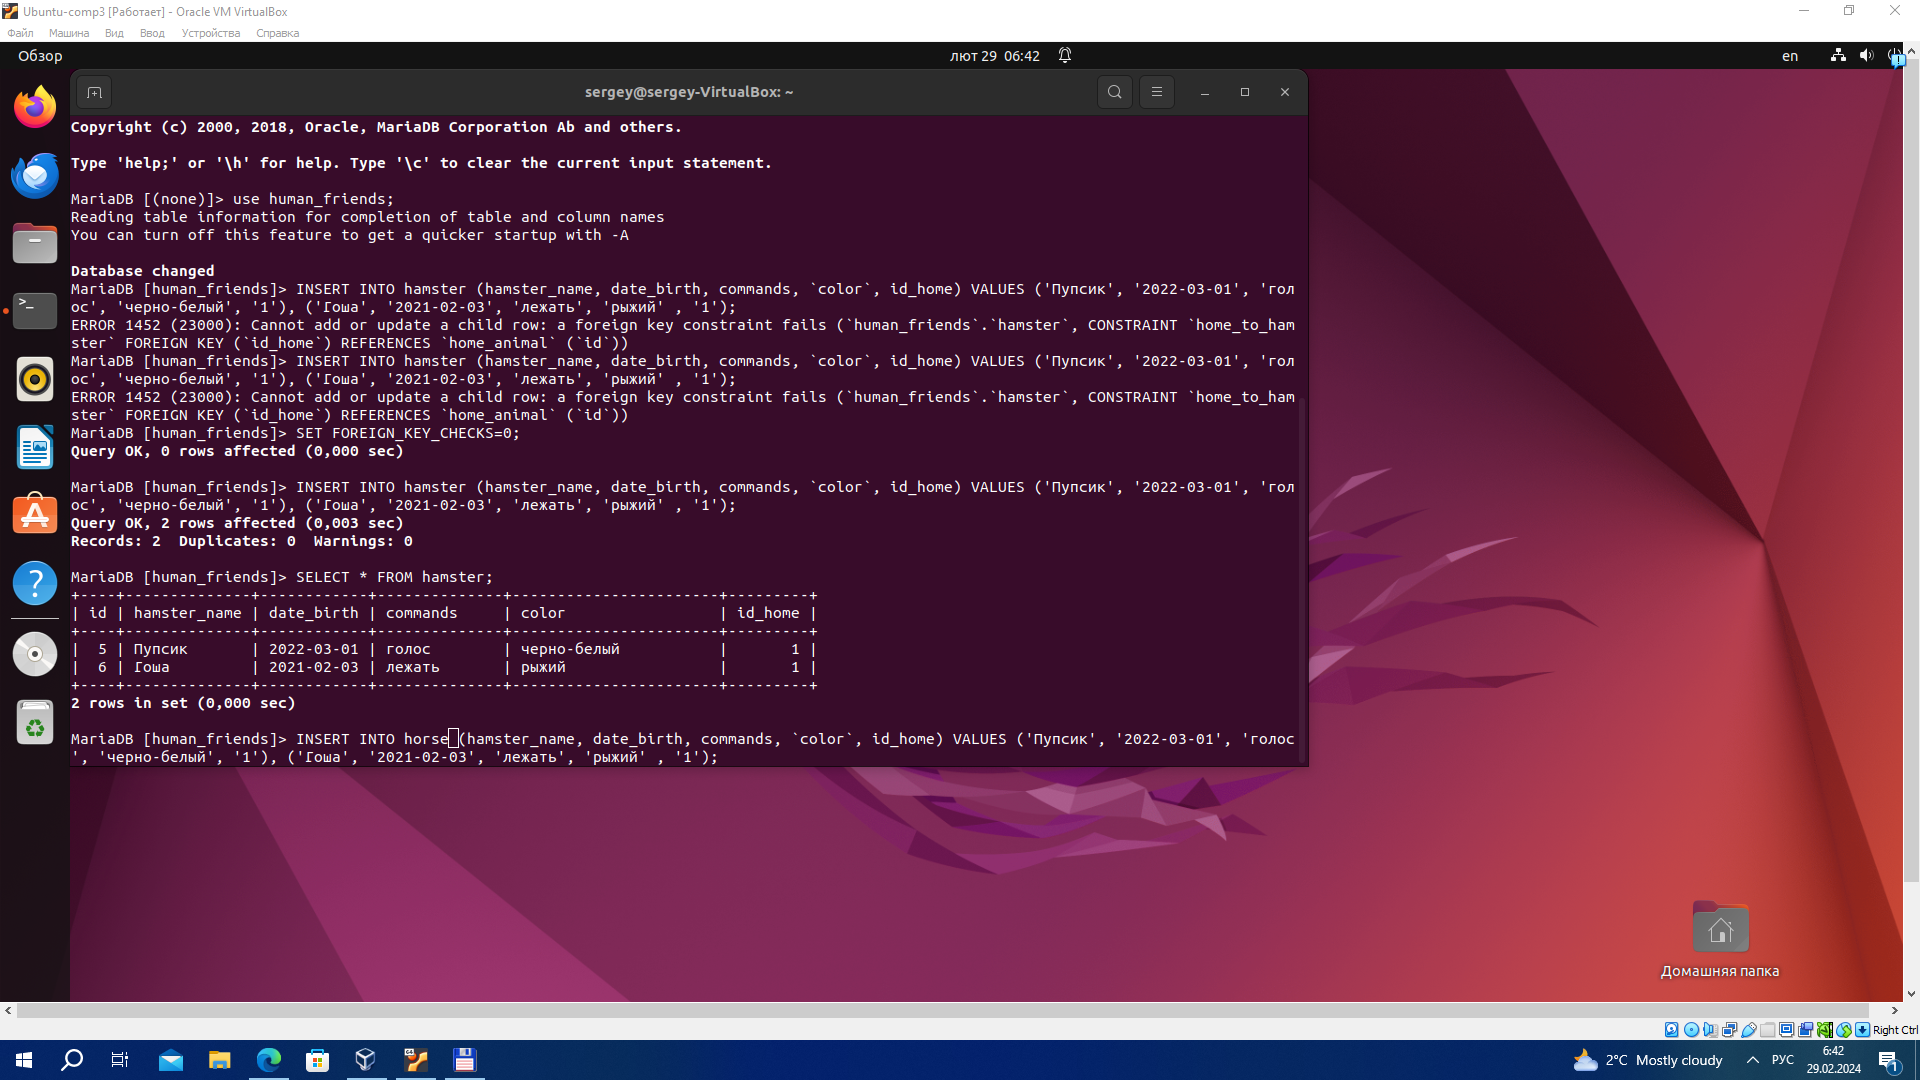 Ubuntu-comp3 [Работает] - Oracle VM VirtualBox
Файл Машина Вид Ввод Устройства Справка
Обзор лют 29 06:42 en
sergey@sergey-VirtualBox: ~
Copyright (c) 2000, 2018, Oracle, MariaDB Corporation Ab and others.
Type 'help;' or '\h' for help. Type '\c' to clear the current input statement.
MariaDB [(none)]> use human_friends;
Reading table information for completion of table and column names
You can turn off this feature to get a quicker startup with -A
Database changed
MariaDB [human_friends]> INSERT INTO hamster (hamster_name, date_birth, commands, `color`, id_home) VALUES ('Пупсик', '2022-03-01', 'гол
ос', 'черно-белый', '1'), ('Гоша', '2021-02-03', 'лежать', 'рыжий' , '1');
ERROR 1452 (23000): Cannot add or update a child row: a foreign key constraint fails (`human_friends`.`hamster`, CONSTRAINT `home_to_ham
ster` FOREIGN KEY (`id_home`) REFERENCES `home_animal` (`id`))
MariaDB [human_friends]> INSERT INTO hamster (hamster_name, date_birth, commands, `color`, id_home) VALUES ('Пупсик', '2022-03-01', 'гол
ос', 'черно-белый', '1'), ('Гоша', '2021-02-03', 'лежать', 'рыжий' , '1');
ERROR 1452 (23000): Cannot add or update a child row: a foreign key constraint fails (`human_friends`.`hamster`, CONSTRAINT `home_to_ham
ster` FOREIGN KEY (`id_home`) REFERENCES `home_animal` (`id`))
MariaDB [human_friends]> SET FOREIGN_KEY_CHECKS=0;
Query OK, 0 rows affected (0,000 sec)
MariaDB [human_friends]> INSERT INTO hamster (hamster_name, date_birth, commands, `color`, id_home) VALUES ('Пупсик', '2022-03-01', 'гол
ос', 'черно-белый', '1'), ('Гоша', '2021-02-03', 'лежать', 'рыжий' , '1');
Query OK, 2 rows affected (0,003 sec)
Records: 2  Duplicates: 0  Warnings: 0
MariaDB [human_friends]> SELECT * FROM hamster;
+----+--------------+------------+--------------+-----------------------+---------+
| id | hamster_name | date_birth | commands     | color                 | id_home |
+----+--------------+------------+--------------+-----------------------+---------+
|  5 | Пупсик       | 2022-03-01 | голос        | черно-белый           |       1 |
|  6 | Гоша         | 2021-02-03 | лежать       | рыжий                 |       1 |
+----+--------------+------------+--------------+-----------------------+---------+
2 rows in set (0,000 sec)
MariaDB [human_friends]> INSERT INTO horse (hamster_name, date_birth, commands, `color`, id_home) VALUES ('Пупсик', '2022-03-01', 'голос
', 'черно-белый', '1'), ('Гоша', '2021-02-03', 'лежать', 'рыжий' , '1');
Домашняя папка
Right Ctrl
2°C Mostly cloudy РУС 6:42
29.02.2024 1